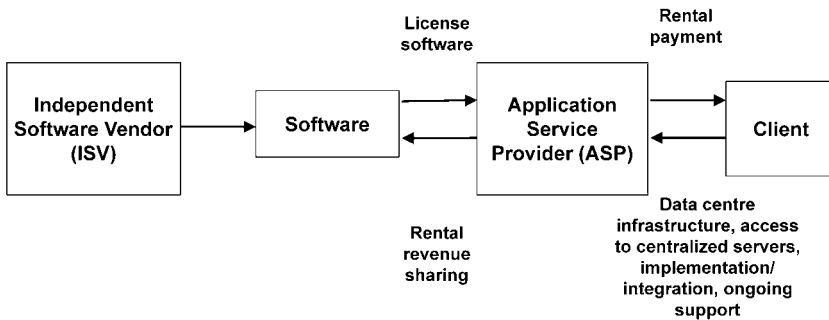 License
software
Rental
payment
Independent
Software Vendor
(ISV)
Software
Application
Service
Provider (ASP)
Client
Rental
revenue
sharing
Data centre
infrastructure, access
to centralized servers,
implementation/
integration, ongoing
support